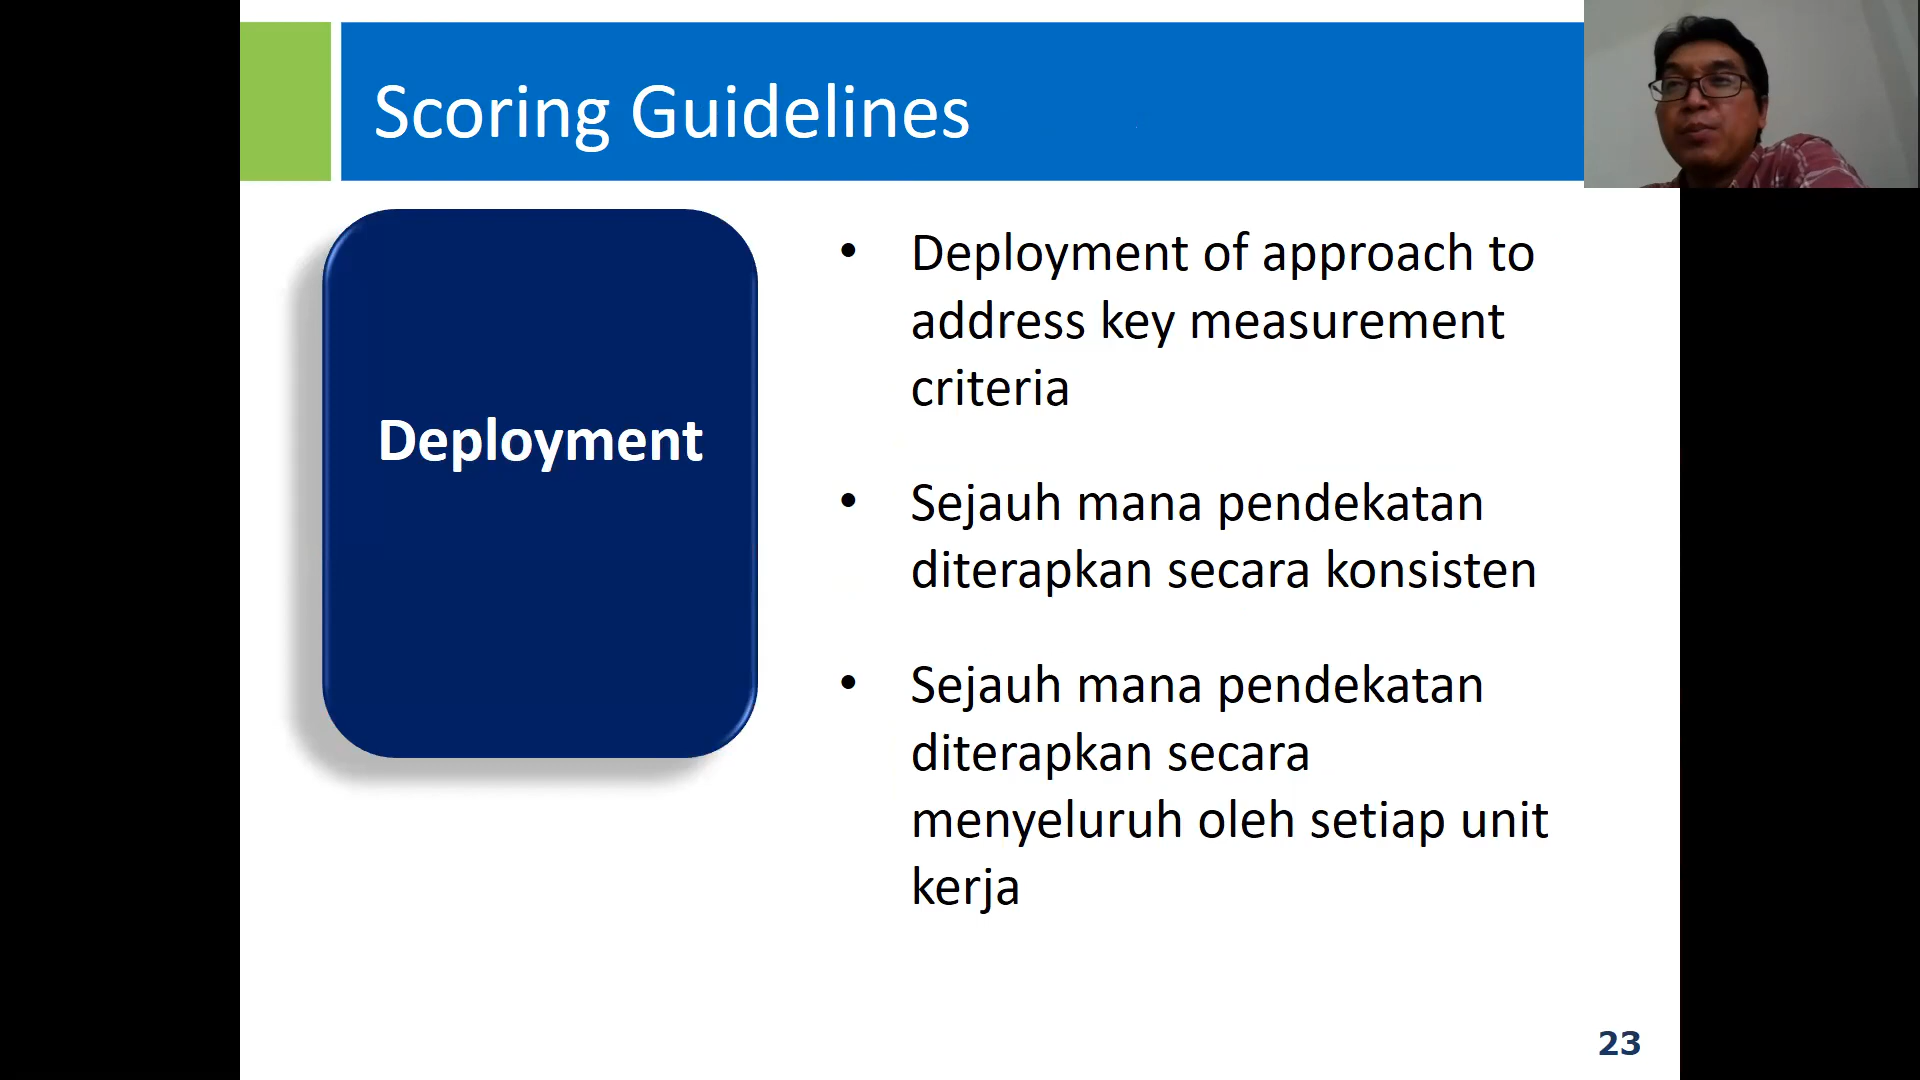 Scoring Guidelines
Deployment
• Deployment of approach to
address key measurement
criteria
• Sejauh mana pendekatan
diterapkan secara konsisten
• Sejauh mana pendekatan
diterapkan secara
menyeluruh oleh setiap unit
kerja
23